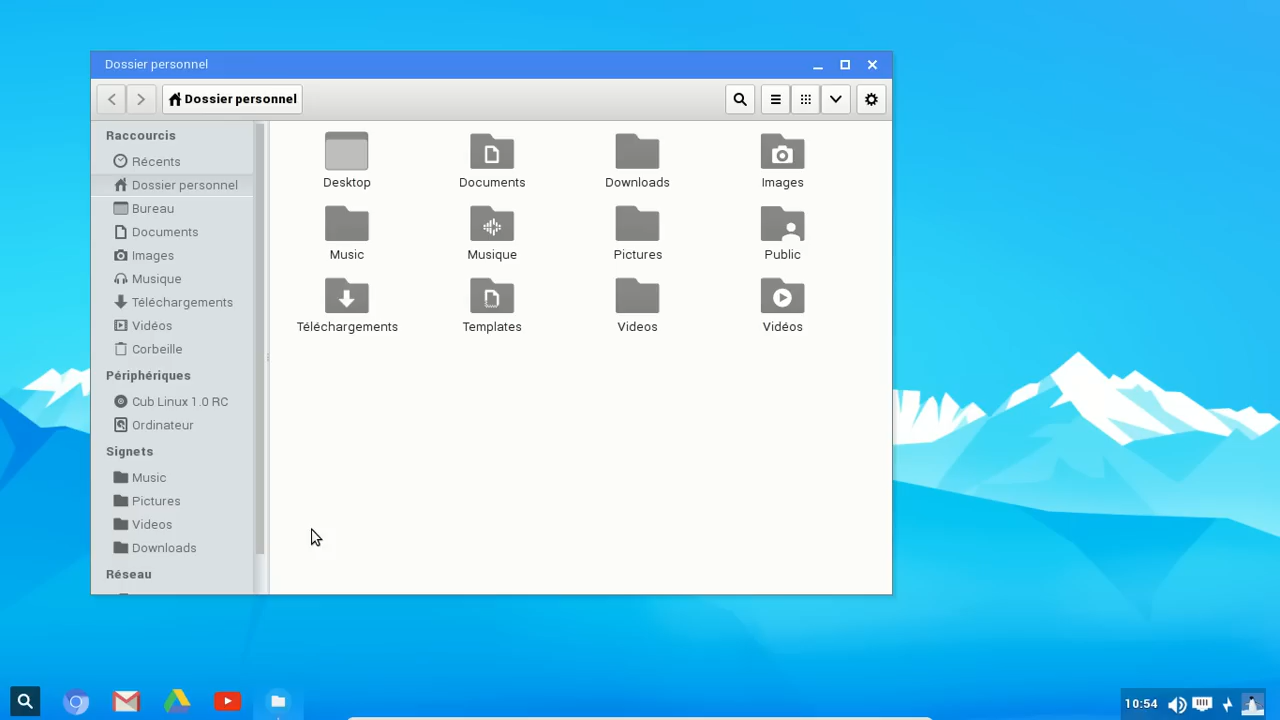 Dossier personnel
Dossier personnel
Raccourcis
Récents
Dossier personnel
Bureau
Documents
Images
Musique
Téléchargements
Vidéos
Corbeille
Périphériques
Cub Linux 1.0 RC
Ordinateur
Signets
Music
Pictures
Videos
Downloads
Réseau
Desktop
Documents
Downloads
Images
Music
Musique
Pictures
Public
Téléchargements
Templates
Videos
Vidéos
10:54